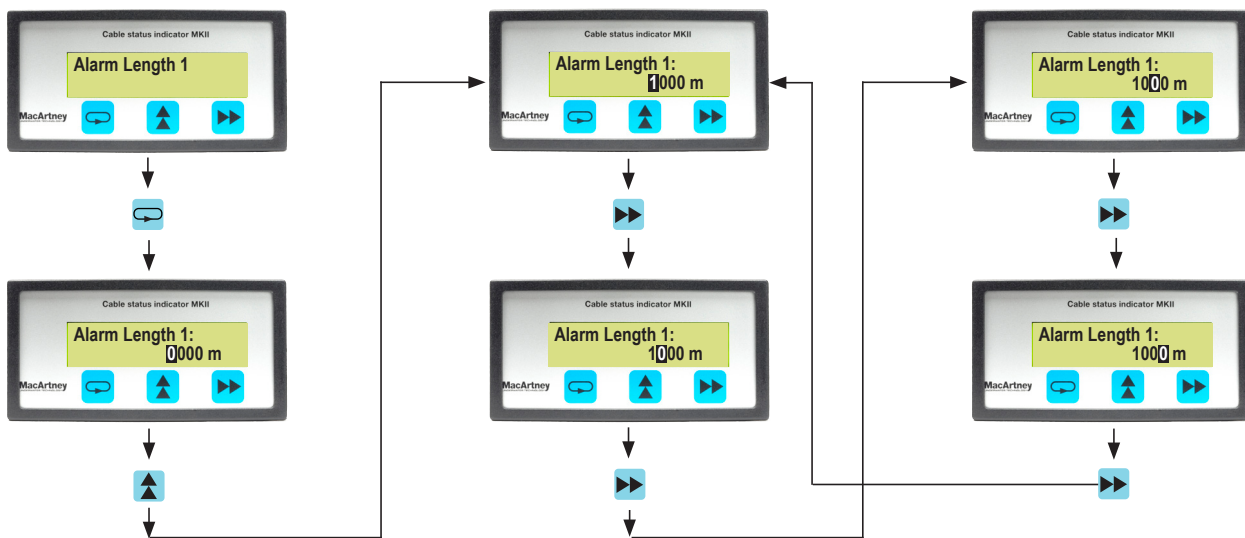 Cable status indicator MKII
Alarm Length 1
MacArtney
Cable status indicator MKII
Alarm Length 1:
0000 m
MacArtney
Cable status indicator MKII
Alarm Length 1:
1000 m
MacArtney
Cable status indicator MKII
Alarm Length 1:
1000 m
MacArtney
Cable status indicator MKII
Alarm Length 1:
1000 m
MacArtney
Cable status indicator MKII
Alarm Length 1:
1000 m
MacArtney